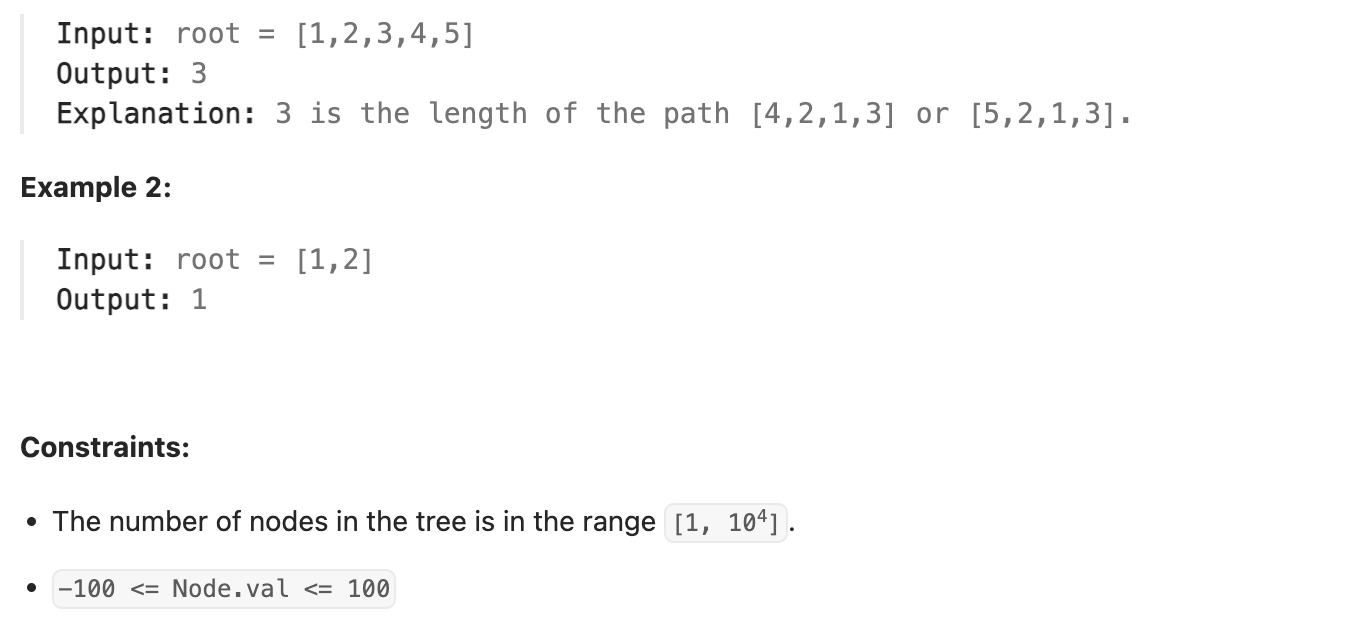 Input: root = [1,2,3,4,5]
Output: 3
Explanation: 3 is the length of the path [4,2,1,3] or [5,2,1,3].
Example 2:
Input: root = [1,2]
Output: 1
Constraints:
• The number of nodes in the tree is in the range [1, 10⁴].
• -100 <= Node.val <= 100